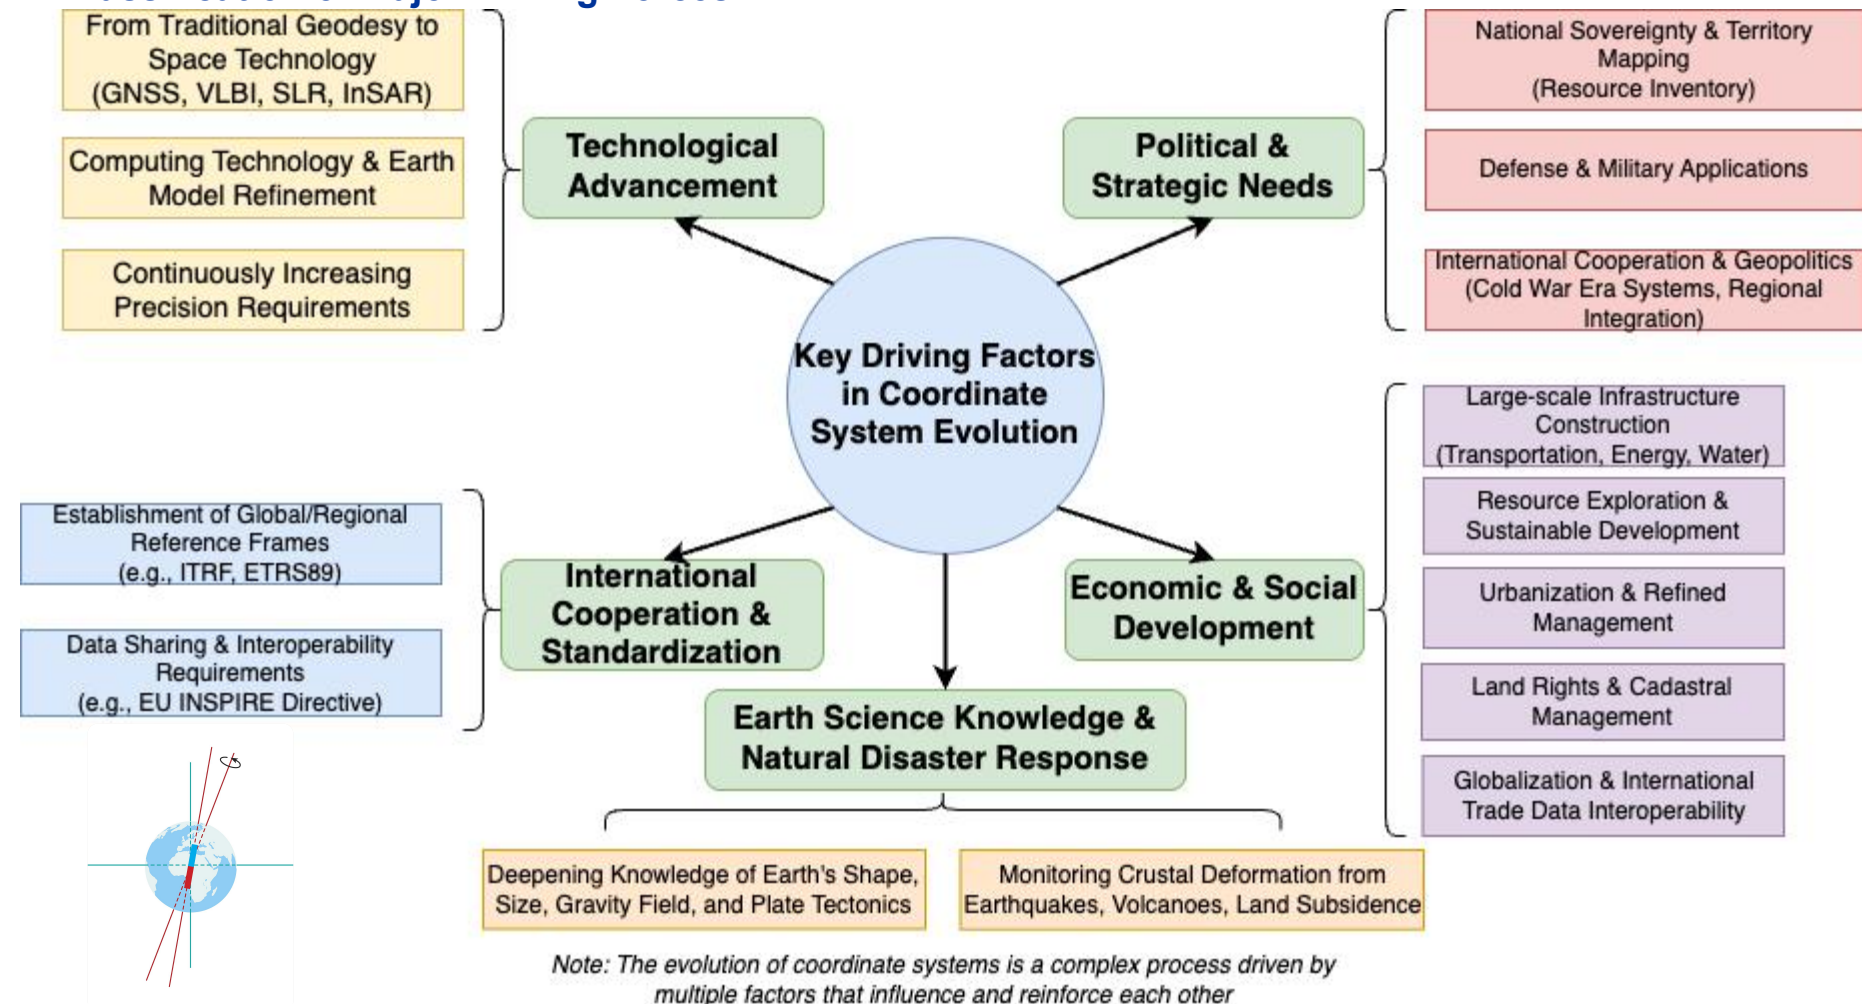 From Traditional Geodesy to
Space Technology
(GNSS, VLBI, SLR, InSAR)
Computing Technology & Earth
Model Refinement
Continuously Increasing
Precision Requirements
Technological
Advancement
Political &
Strategic Needs
National Sovereignty & Territory
Mapping
(Resource Inventory)
Defense & Military Applications
International Cooperation & Geopolitics
(Cold War Era Systems, Regional
Integration)
Key Driving Factors
in Coordinate
System Evolution
Establishment of Global/Regional
Reference Frames
(e.g., ITRF, ETRS89)
Data Sharing & Interoperability
Requirements
(e.g., EU INSPIRE Directive)
International
Cooperation &
Standardization
Economic & Social
Development
Large-scale Infrastructure
Construction
(Transportation, Energy, Water)
Resource Exploration &
Sustainable Development
Urbanization & Refined
Management
Land Rights & Cadastral
Management
Globalization & International
Trade Data Interoperability
Earth Science Knowledge &
Natural Disaster Response
Deepening Knowledge of Earth's Shape,
Size, Gravity Field, and Plate Tectonics
Monitoring Crustal Deformation from
Earthquakes, Volcanoes, Land Subsidence
Note: The evolution of coordinate systems is a complex process driven by
multiple factors that influence and reinforce each other